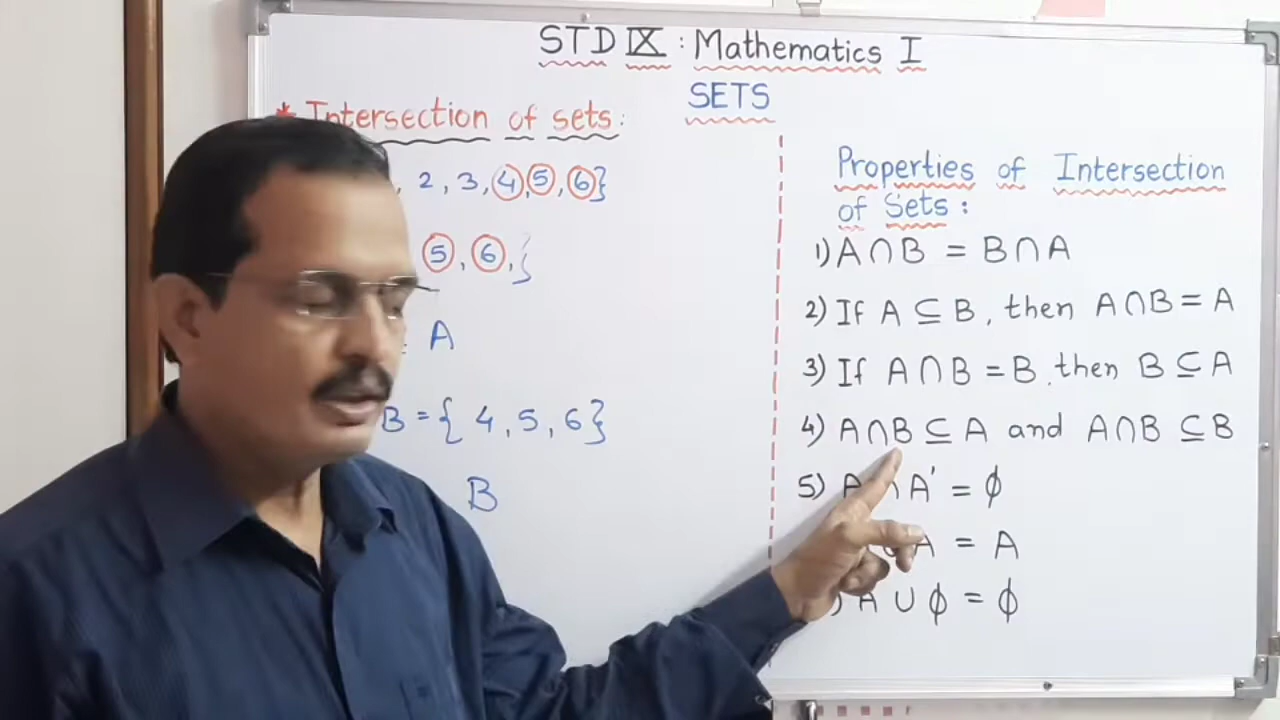 STD IX : Mathematics I
SETS
* Intersection of sets:
, 2, 3, 4, 5, 6}
5, 6, }
A
B = { 4, 5, 6}
B
Properties of Intersection
of Sets :
1) A ∩ B = B ∩ A
2) If A ⊆ B, then A ∩ B = A
3) If A ∩ B = B, then B ⊆ A
4) A ∩ B ⊆ A and A ∩ B ⊆ B
5) A ∩ A' = ϕ
A = A
) A ∪ ϕ = ϕ